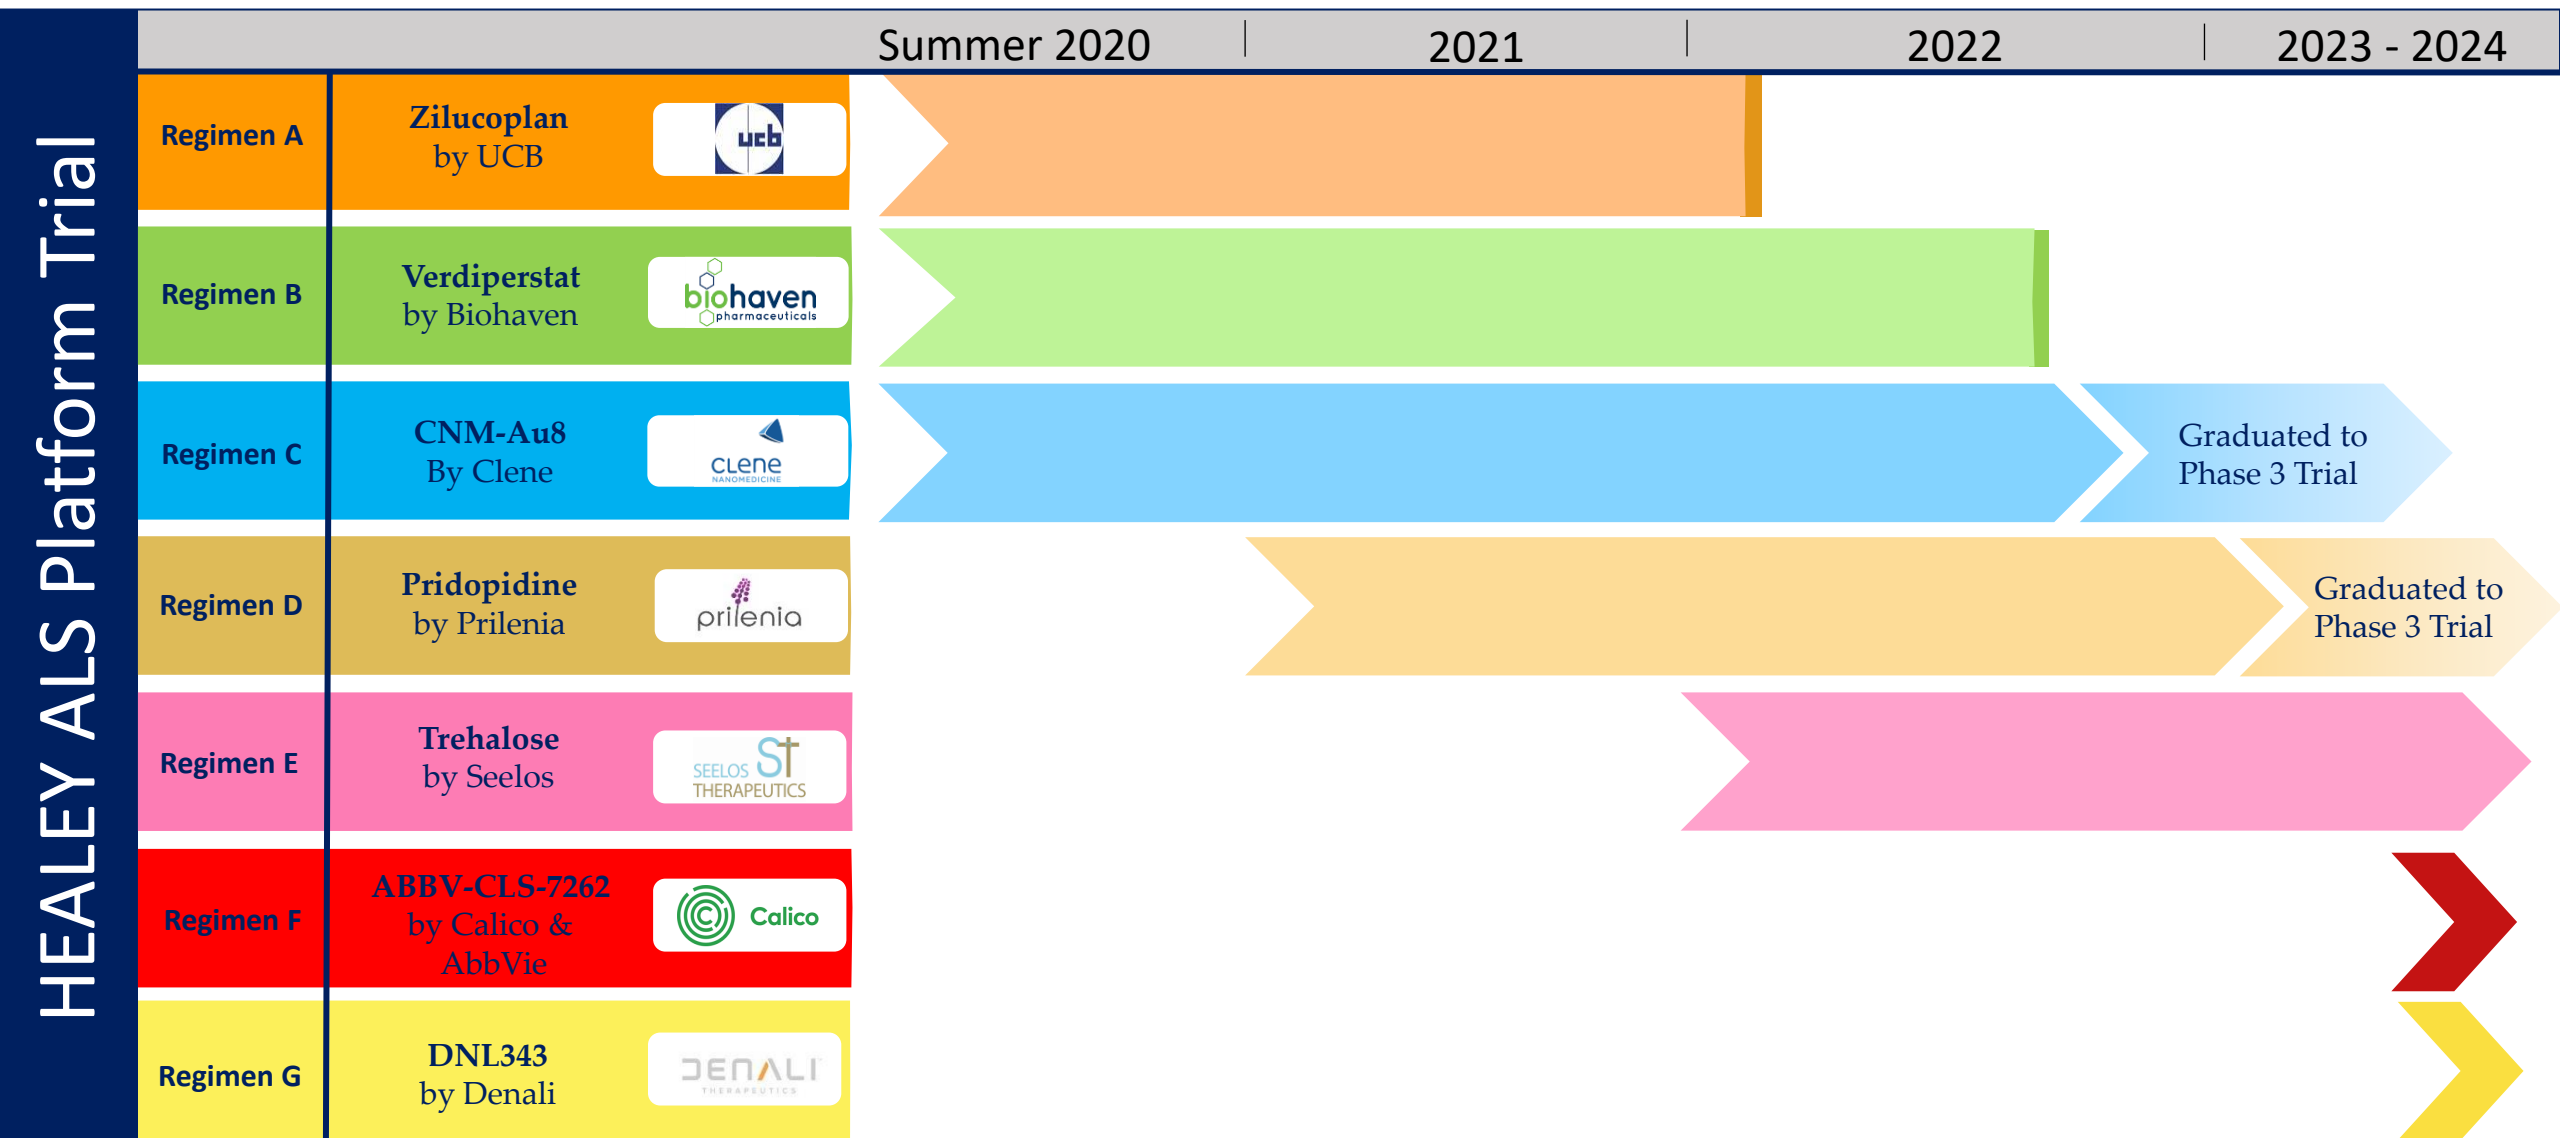 HEALEY ALS Platform Trial
Summer 2020
2021
2022
2023 - 2024
Regimen A
Zilucoplan
by UCB
ucb
Regimen B
Verdiperstat
by Biohaven
biohaven
pharmaceuticals
Regimen C
CNM-Au8
By Clene
CLENE
NANOMEDICINE
Graduated to
Phase 3 Trial
Regimen D
Pridopidine
by Prilenia
prilenia
Graduated to
Phase 3 Trial
Regimen E
Trehalose
by Seelos
SEELOS ST
THERAPEUTICS
Regimen F
ABBV-CLS-7262
by Calico &
AbbVie
Calico
Regimen G
DNL343
by Denali
DENALI
THERAPEUTICS